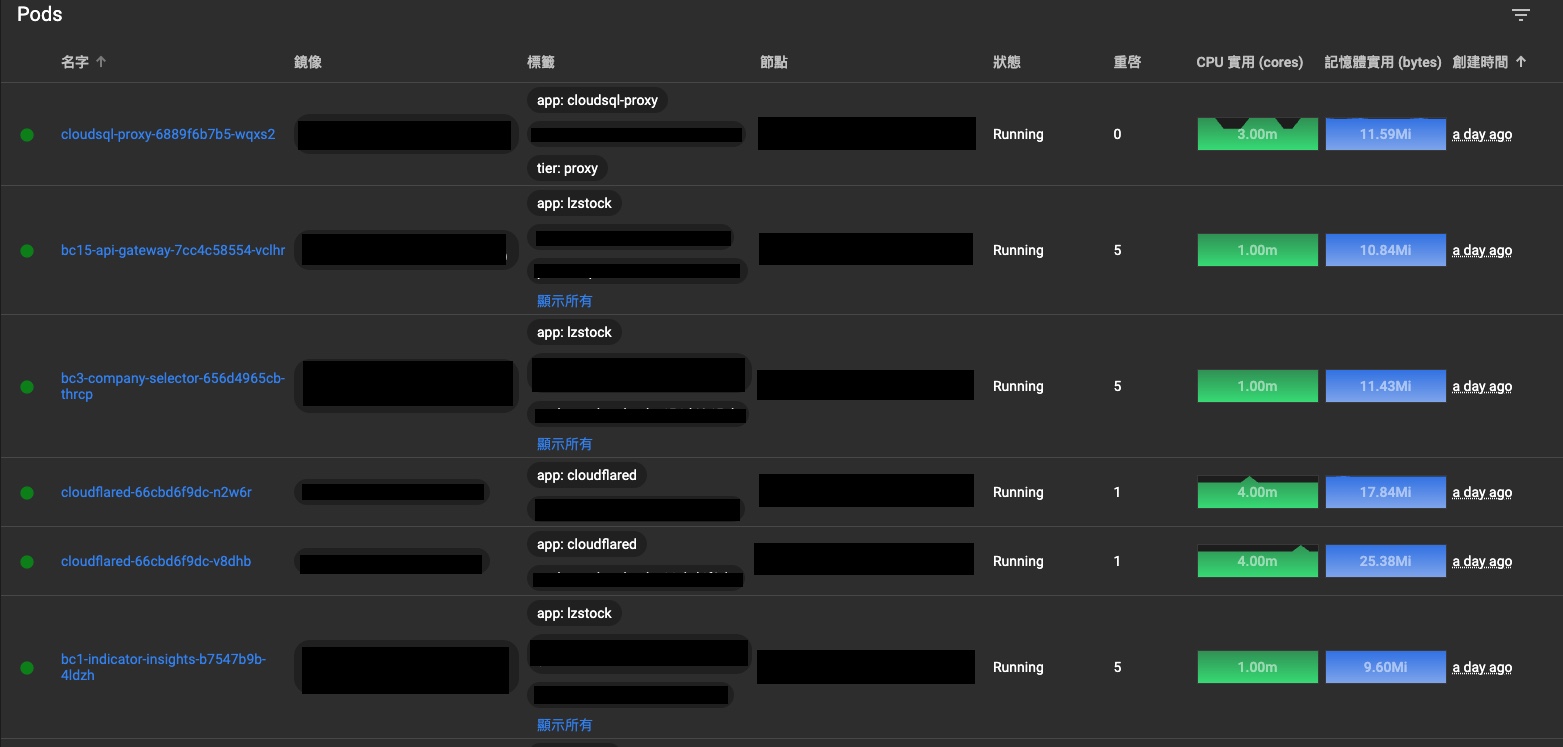 Pods
名字 鏡像 標籤 節點 狀態 重啓 CPU 實用 (cores) 記憶體實用 (bytes) 創建時間
app: cloudsql-proxy
cloudsql-proxy-6889f6b7b5-wqxs2 Running 0 3.00m 11.59Mi a day ago
tier: proxy
app: lzstock
bc15-api-gateway-7cc4c58554-vclhr Running 5 1.00m 10.84Mi a day ago
顯示所有
app: lzstock
bc3-company-selector-656d4965cb-
thrcp
Running 5 1.00m 11.43Mi a day ago
顯示所有
app: cloudflared
cloudflared-66cbd6f9dc-n2w6r Running 1 4.00m 17.84Mi a day ago
app: cloudflared
cloudflared-66cbd6f9dc-v8dhb Running 1 4.00m 25.38Mi a day ago
app: lzstock
bc1-indicator-insights-b7547b9b-
4ldzh
Running 5 1.00m 9.60Mi a day ago
顯示所有